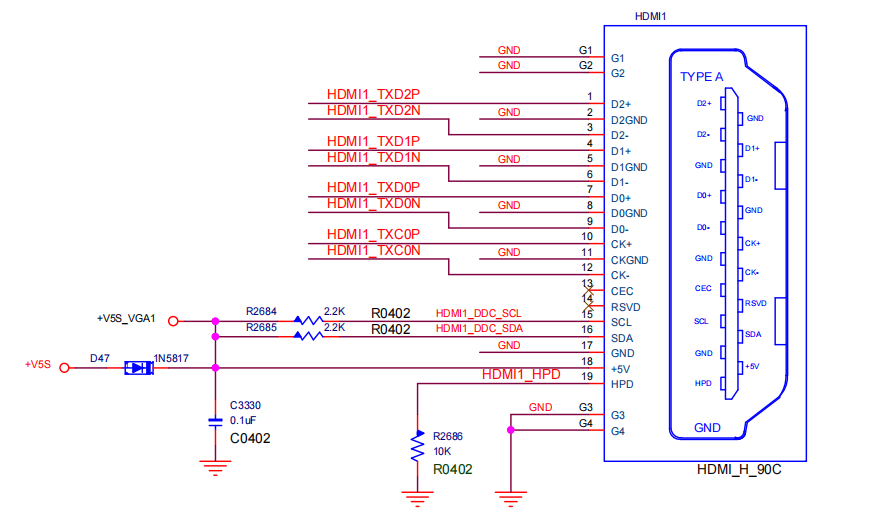 HDMI1
GND G1 G1
GND G2 G2
HDMI1_TXD2P 1 D2+
HDMI1_TXD2N GND 2 D2GND
3 D2-
HDMI1_TXD1P 4 D1+
HDMI1_TXD1N GND 5 D1GND
6 D1-
HDMI1_TXD0P 7 D0+
HDMI1_TXD0N GND 8 D0GND
9 D0-
HDMI1_TXC0P 10 CK+
HDMI1_TXC0N GND 11 CKGND
12 CK-
13 CEC
14 RSVD
+V5S_VGA1 R2684 2.2K R0402 HDMI1_DDC_SCL 15 SCL
R2685 2.2K R0402 HDMI1_DDC_SDA 16 SDA
GND 17 GND
+V5S D47 1N5817 18 +5V
HDMI1_HPD 19 HPD
C3330
0.1uF
C0402
GND G3 G3
G4 G4
R2686
10K
R0402
TYPE A
D2+
GND
D2-
D1+
GND
D1-
D0+
GND
D0-
CK+
GND
CK-
CEC
RSVD
SCL
SDA
GND
+5V
HPD
GND
HDMI_H_90C